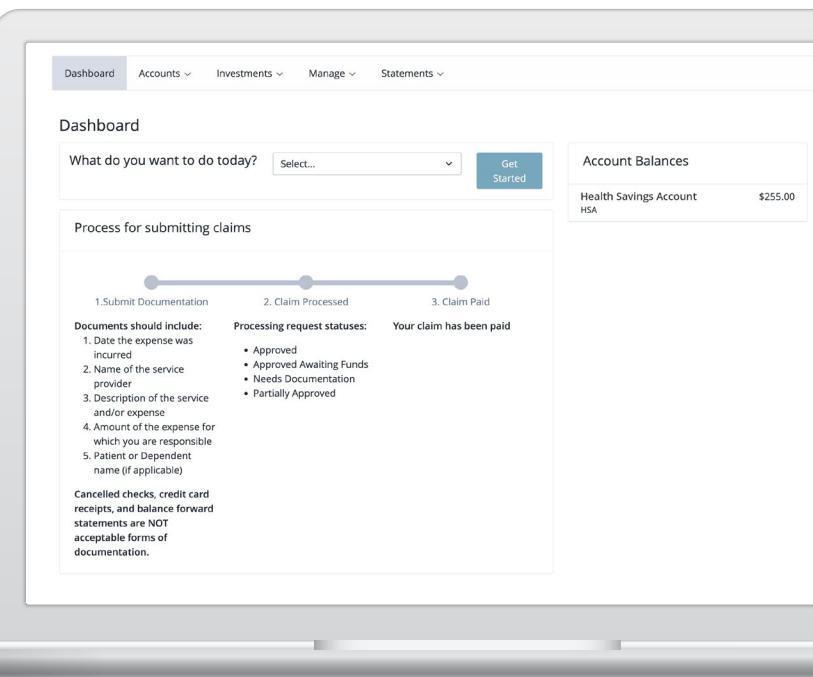 Dashboard
Accounts
Investments
Manage
Statements
Dashboard
What do you want to do today?
Select...
Get
Started
Process for submitting claims
1.Submit Documentation
Documents should include:
1. Date the expense was
incurred
2. Name of the service
provider
3. Description of the service
and/or expense
4. Amount of the expense for
which you are responsible
5. Patient or Dependent
name (if applicable)
Cancelled checks, credit card
receipts, and balance forward
statements are NOT
acceptable forms of
documentation.
2. Claim Processed
Processing request statuses:
• Approved
• Approved Awaiting Funds
• Needs Documentation
• Partially Approved
3. Claim Paid
Your claim has been paid
Account Balances
Health Savings Account
$255.00
HSA